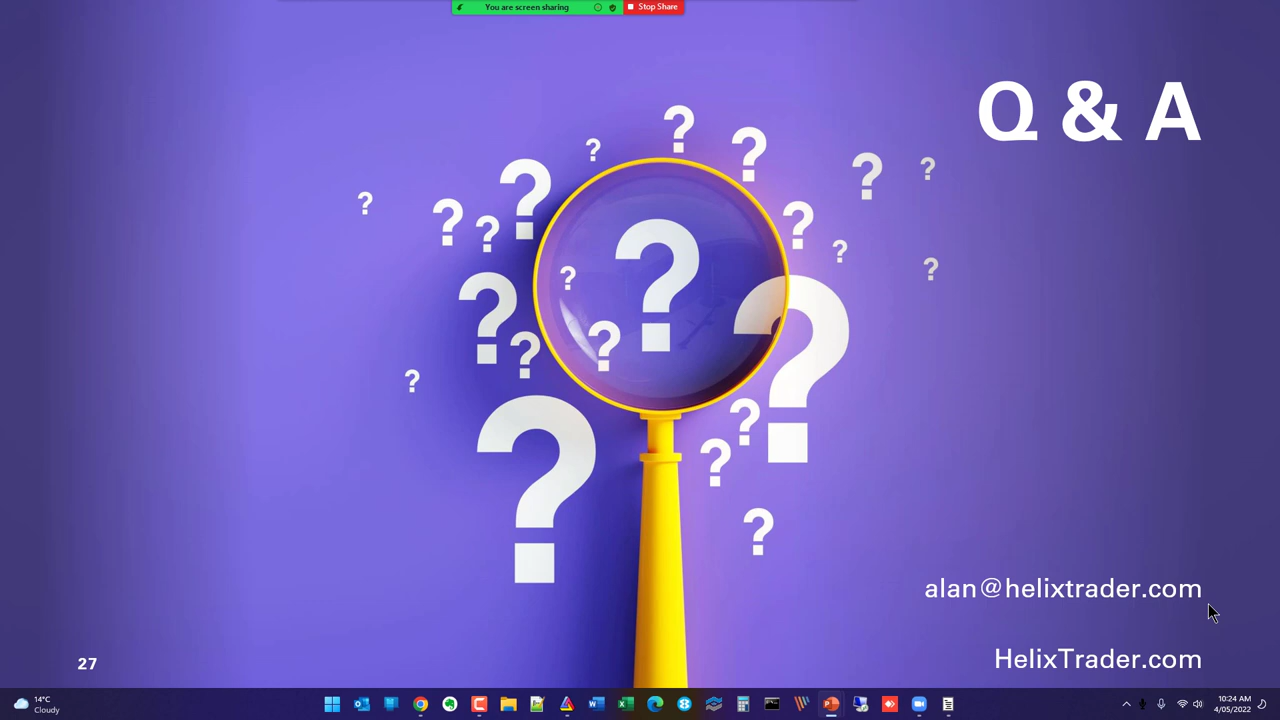 You are screen sharing
Stop Share
Q & A
alan@helixtrader.com
27
HelixTrader.com
14°C
Cloudy
10:24 AM
4/05/2022